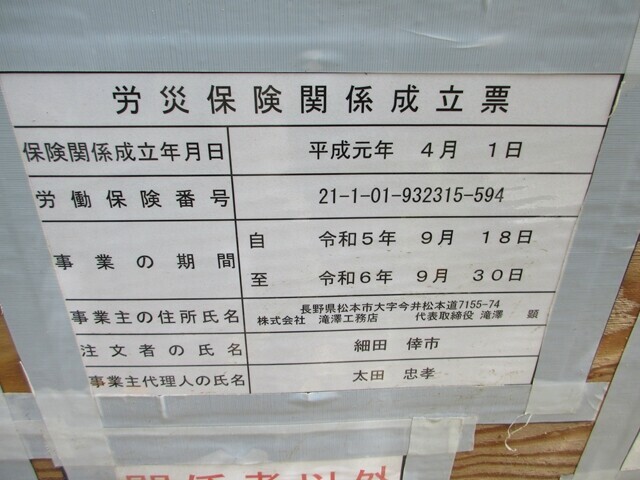 労災保険関係成立票
保険関係成立年月日 平成元年 4月 1日
労働保険番号 21-1-01-932315-594
事業の期間 自 令和5年 9月 18日
至 令和6年 9月 30日
事業主の住所氏名 長野県松本市大字今井松本道7155-74
株式会社 滝澤工務店 代表取締役 滝澤 顕
注文者の氏名 細田 倖市
事業主代理人の氏名 太田 忠孝
関係者以外